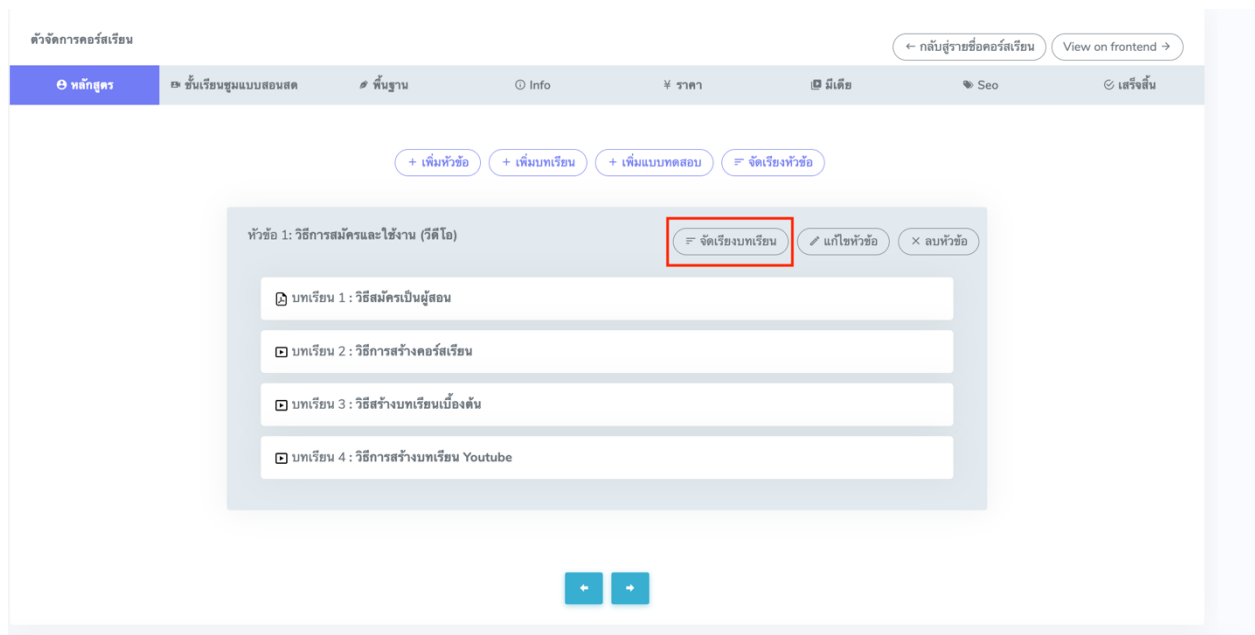 ตัวจัดการคอร์สเรียน
← กลับสู่รายชื่อคอร์สเรียน View on frontend →
หลักสูตร ชั้นเรียนซูมแบบสอนสด พื้นฐาน Info ¥ ราคา มีเดีย Seo เสร็จสิ้น
+ เพิ่มหัวข้อ + เพิ่มบทเรียน + เพิ่มแบบทดสอบ จัดเรียงหัวข้อ
หัวข้อ 1: วิธีการสมัครและใช้งาน (วีดีโอ) จัดเรียงบทเรียน แก้ไขหัวข้อ × ลบหัวข้อ
บทเรียน 1 : วิธีสมัครเป็นผู้สอน
บทเรียน 2 : วิธีการสร้างคอร์สเรียน
บทเรียน 3 : วิธีสร้างบทเรียนเบื้องต้น
บทเรียน 4 : วิธีการสร้างบทเรียน Youtube